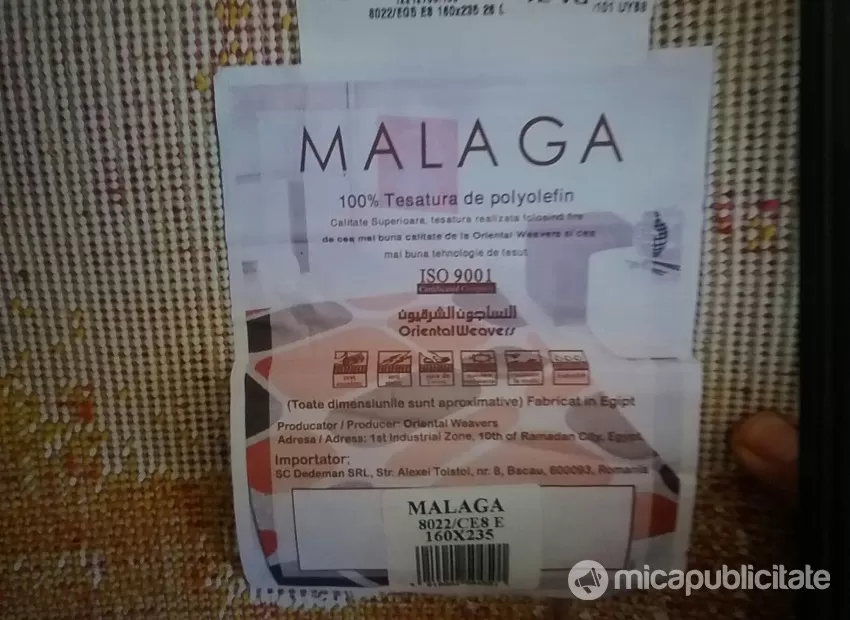 8022/EG5 E8 160x235 26 L
MALAGA
100% Tesatura de polyolefin
Calitate Superioara, tesatura realizata folosind fire
de cea mai buna calitate de la Oriental Weavers si cea
mai buna tehnologie de tesut
ISO 9001
Certificated Company
النساجون الشرقيون
Oriental Weavers
(Toate dimensiunile sunt aproximative) Fabricat in Egipt
Producator / Producer: Oriental Weavers
Adresa / Adress: 1st Industrial Zone, 10th of Ramadan City, Egypt
Importator:
SC Dedeman SRL, Str. Alexei Tolstoi, nr. 8, Bacau, 600093, Romania
MALAGA
8022/CE8 E
160X235
micapublicitate